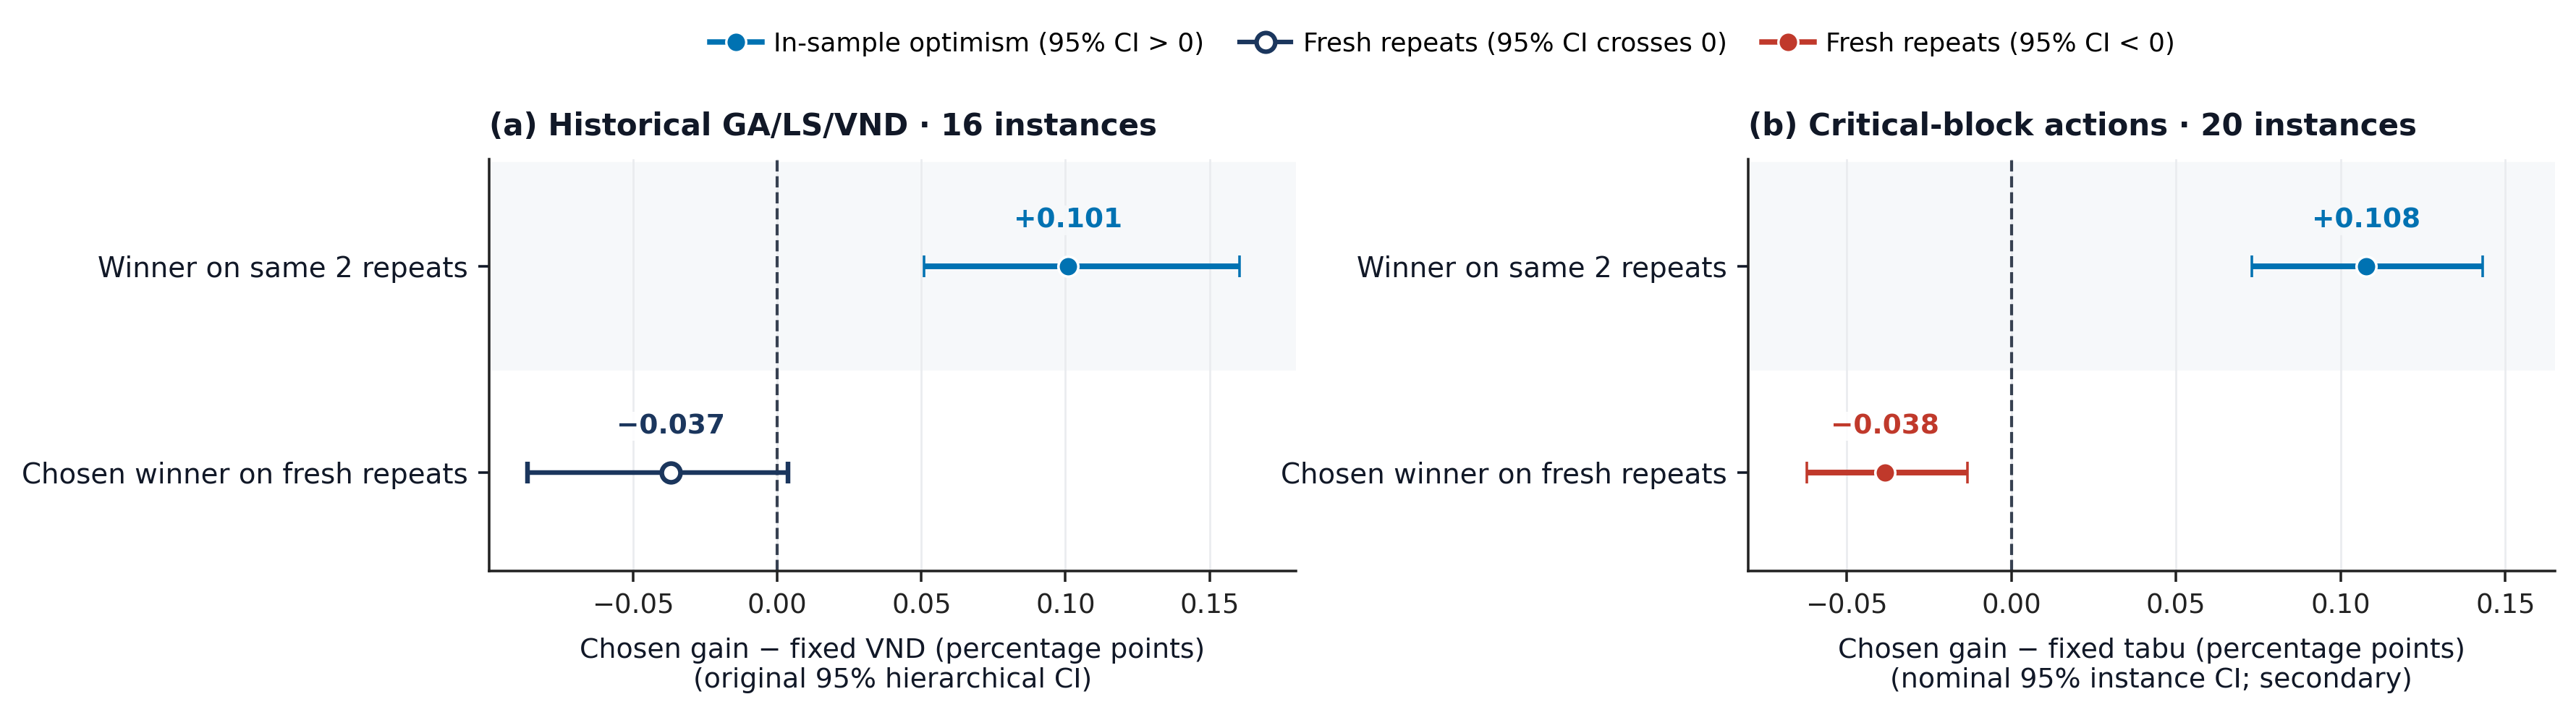 In-sample optimism (95% CI > 0)
Fresh repeats (95% CI crosses 0)
Fresh repeats (95% CI < 0)
(a) Historical GA/LS/VND · 16 instances
Winner on same 2 repeats
+0.101
Chosen winner on fresh repeats
−0.037
−0.05 0.00 0.05 0.10 0.15
Chosen gain − fixed VND (percentage points)
(original 95% hierarchical CI)
(b) Critical-block actions · 20 instances
Winner on same 2 repeats
+0.108
Chosen winner on fresh repeats
−0.038
−0.05 0.00 0.05 0.10 0.15
Chosen gain − fixed tabu (percentage points)
(nominal 95% instance CI; secondary)